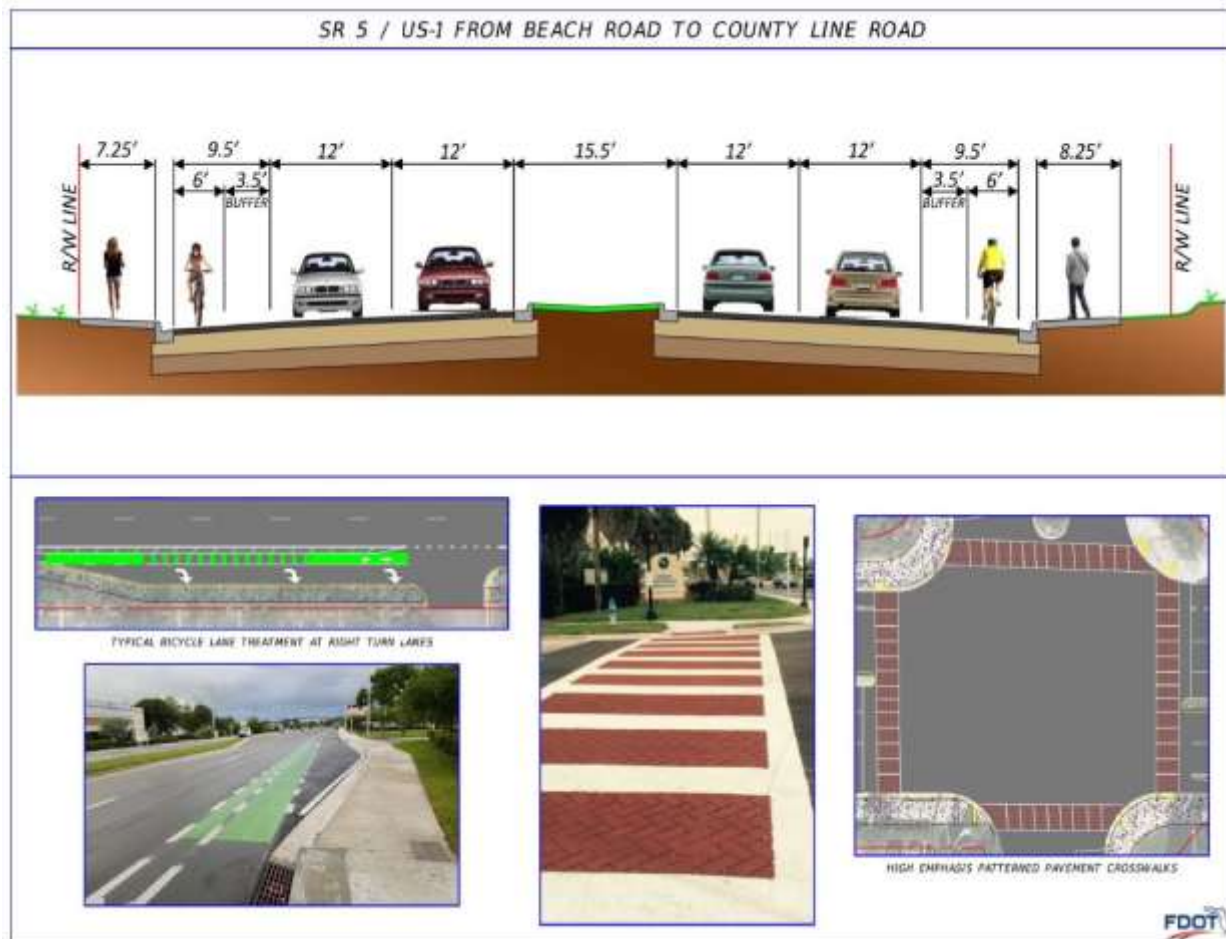 SR 5 / US-1 FROM BEACH ROAD TO COUNTY LINE ROAD
7.25' 9.5' 12' 12' 15.5' 12' 12' 9.5' 8.25'
6' 3.5' 3.5' 6'
BUFFER BUFFER
R/W LINE R/W LINE
TYPICAL BICYCLE LANE TREATMENT AT RIGHT TURN LANES
HIGH EMPHASIS PATTERNED PAVEMENT CROSSWALKS
FDOT